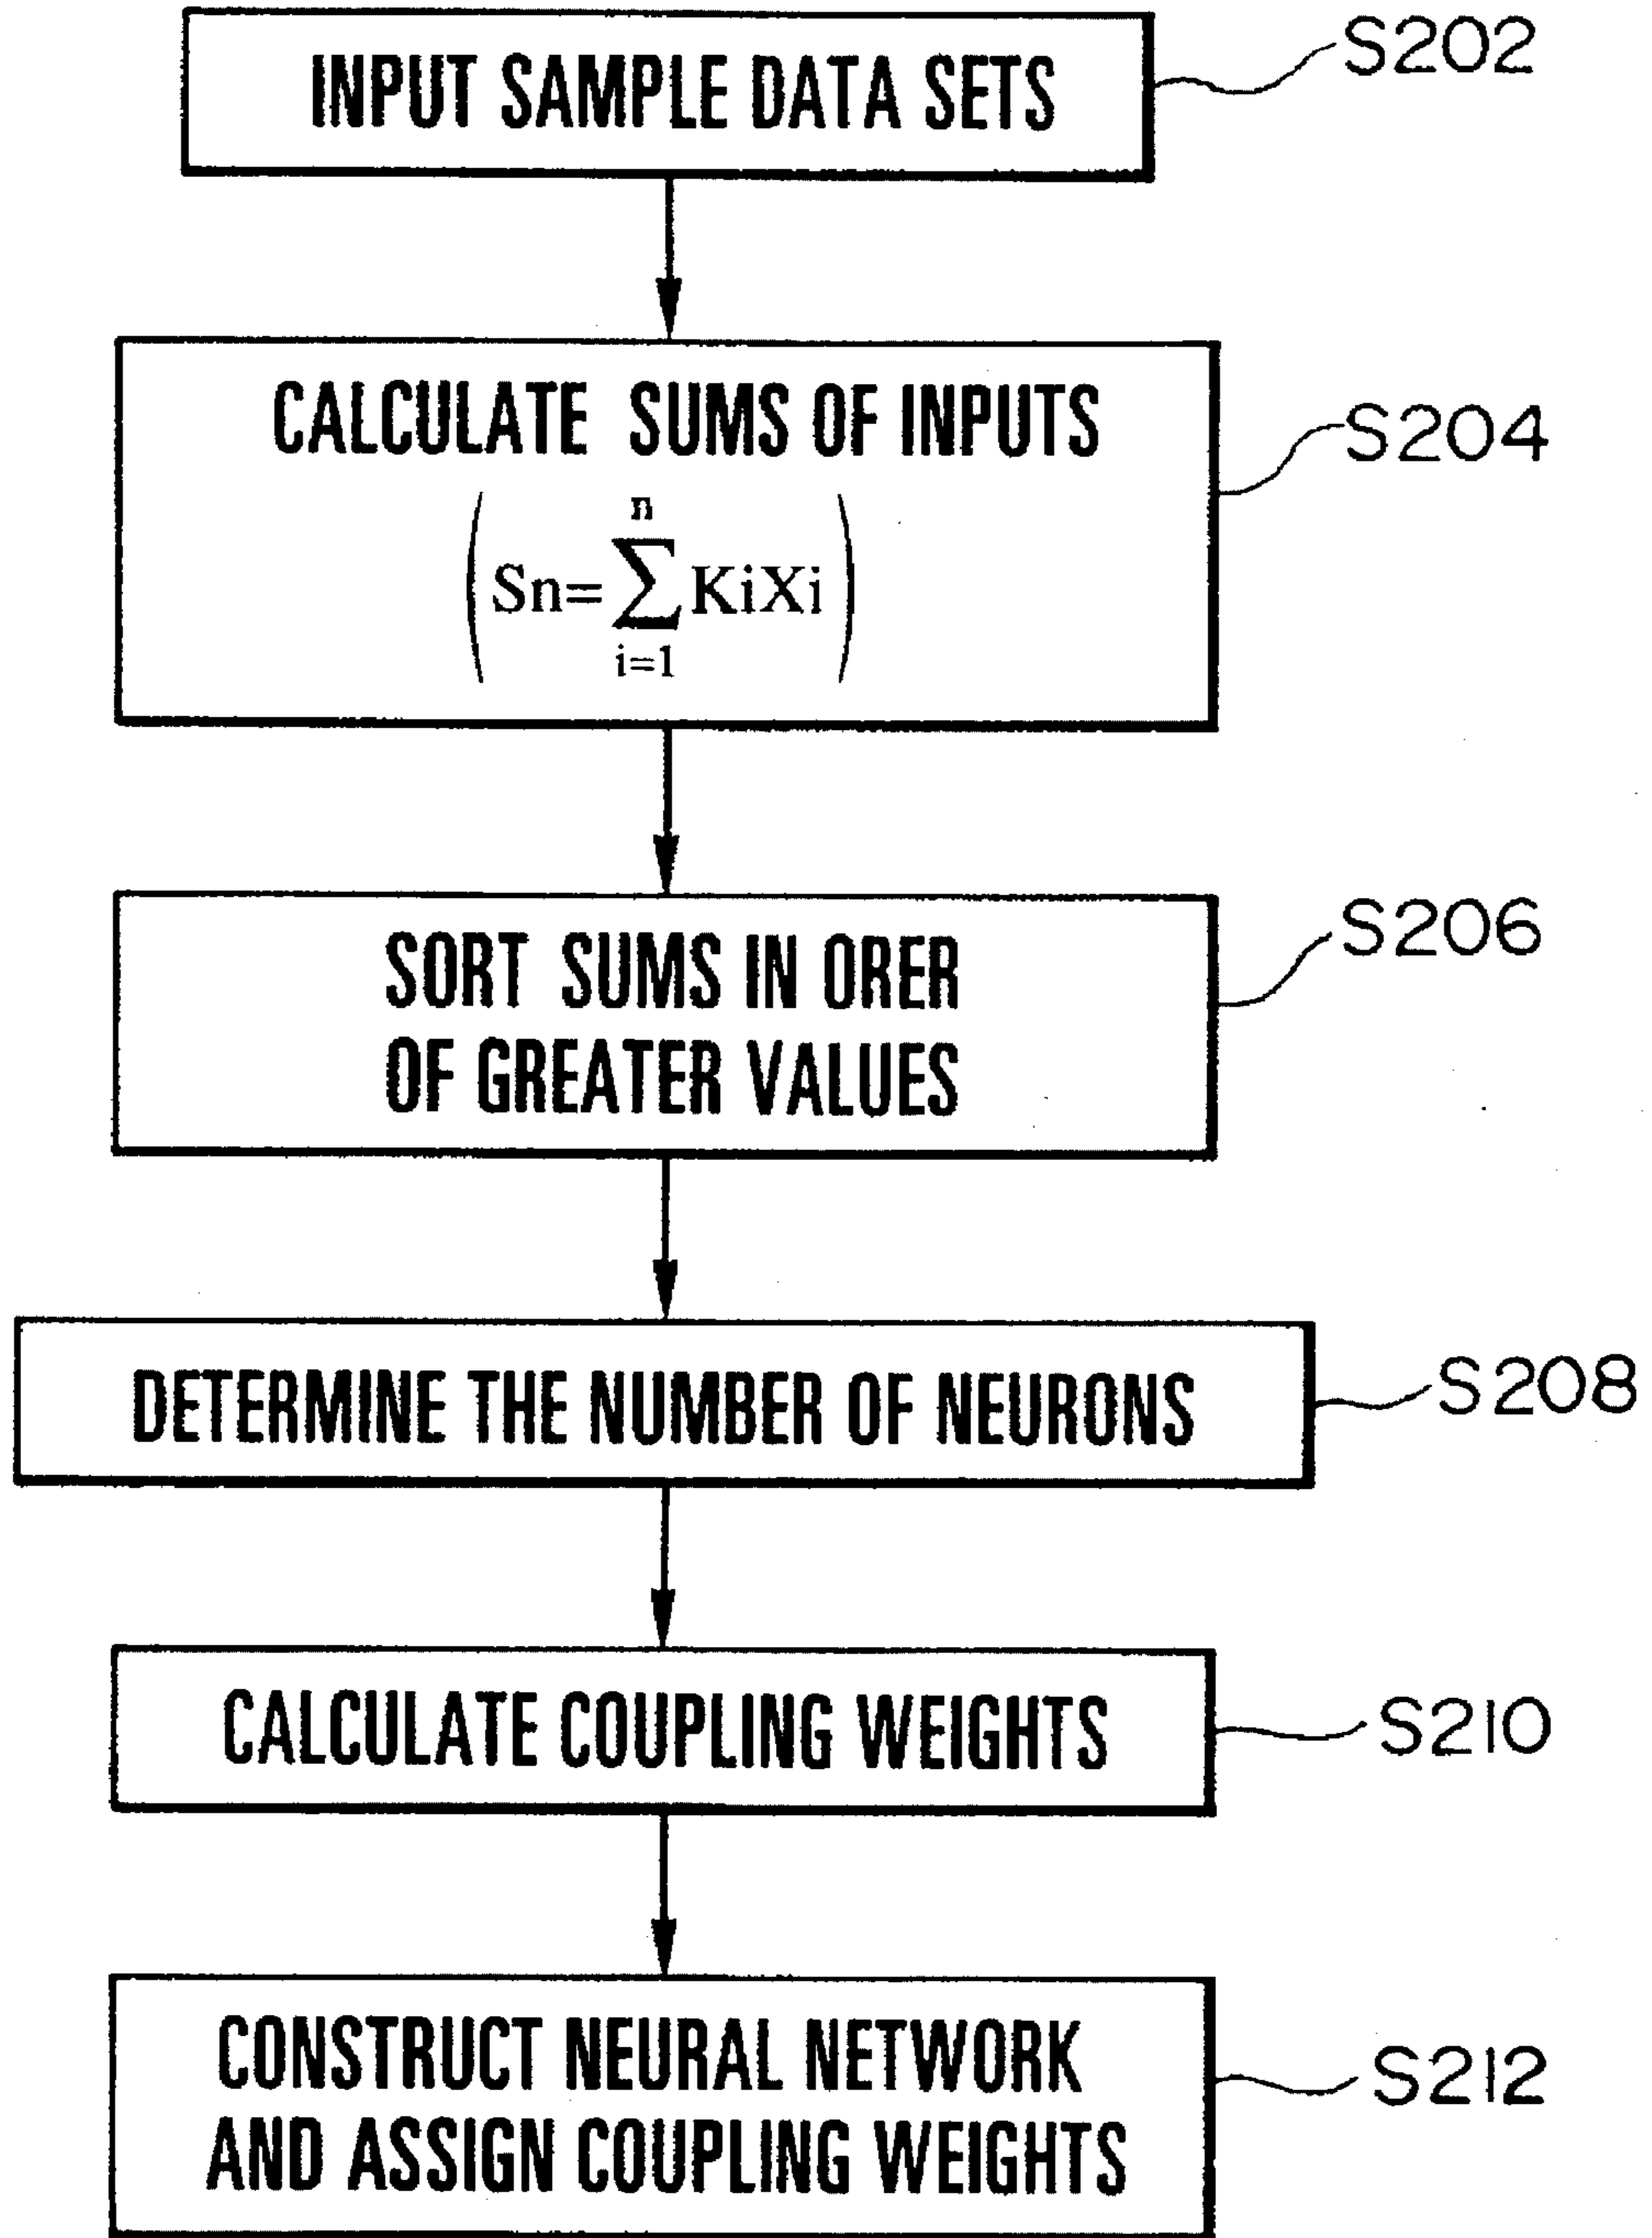 INPUT SAMPLE DATA SETS
S202
CALCULATE SUMS OF INPUTS
S204
n
Sn=∑KiXi
i=1
SORT SUMS IN ORER
OF GREATER VALUES
S206
DETERMINE THE NUMBER OF NEURONS
S208
CALCULATE COUPLING WEIGHTS
S210
CONSTRUCT NEURAL NETWORK
AND ASSIGN COUPLING WEIGHTS
S212